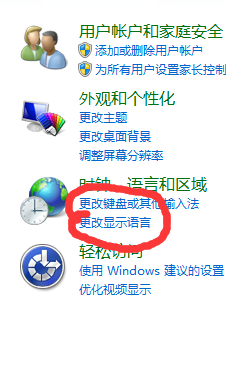 用户帐户和家庭安全
添加或删除用户帐户
为所有用户设置家长控制
外观和个性化
更改主题
更改桌面背景
调整屏幕分辨率
时钟、语言和区域
更改键盘或其他输入法
更改显示语言
轻松访问
使用 Windows 建议的设置
优化视频显示